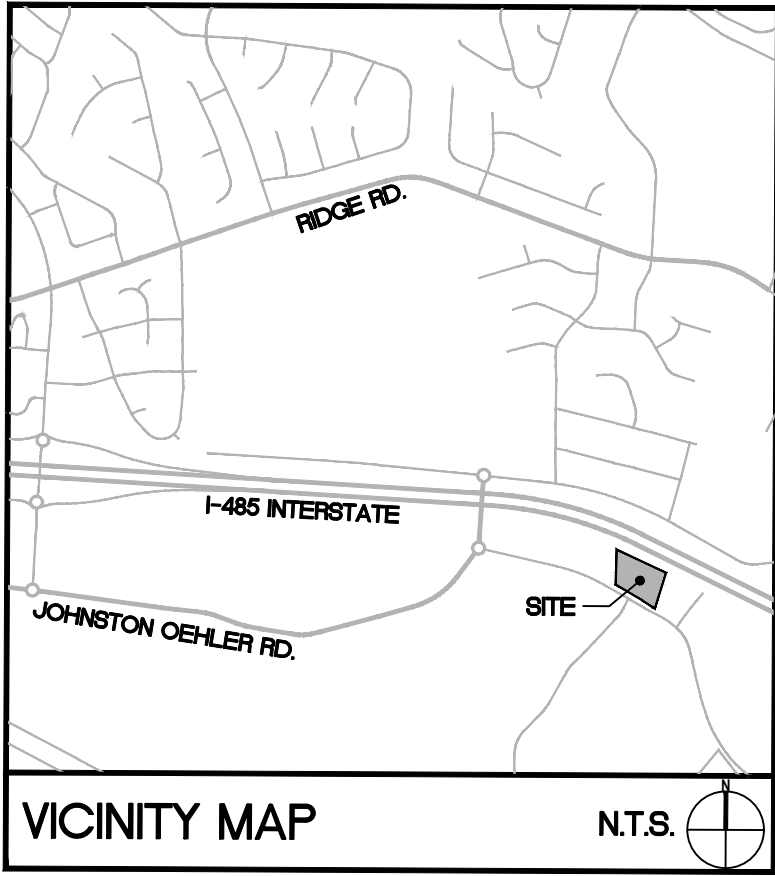 RIDGE RD.
I-485 INTERSTATE
SITE
JOHNSTON OEHLER RD.
VICINITY MAP
N.T.S.
N